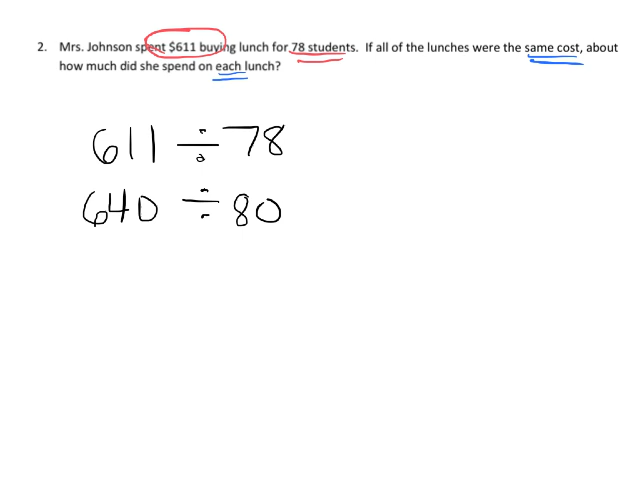 2. Mrs. Johnson spent $611 buying lunch for 78 students. If all of the lunches were the same cost, about
how much did she spend on each lunch?
611 ÷ 78
640 ÷ 80